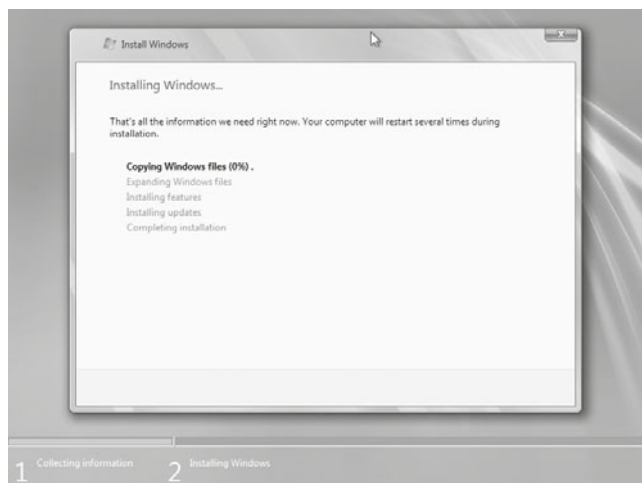 Install Windows
Installing Windows...
That's all the information we need right now. Your computer will restart several times during
installation.
Copying Windows files (0%) .
Expanding Windows files
Installing features
Installing updates
Completing installation
1 Collecting information 2 Installing Windows